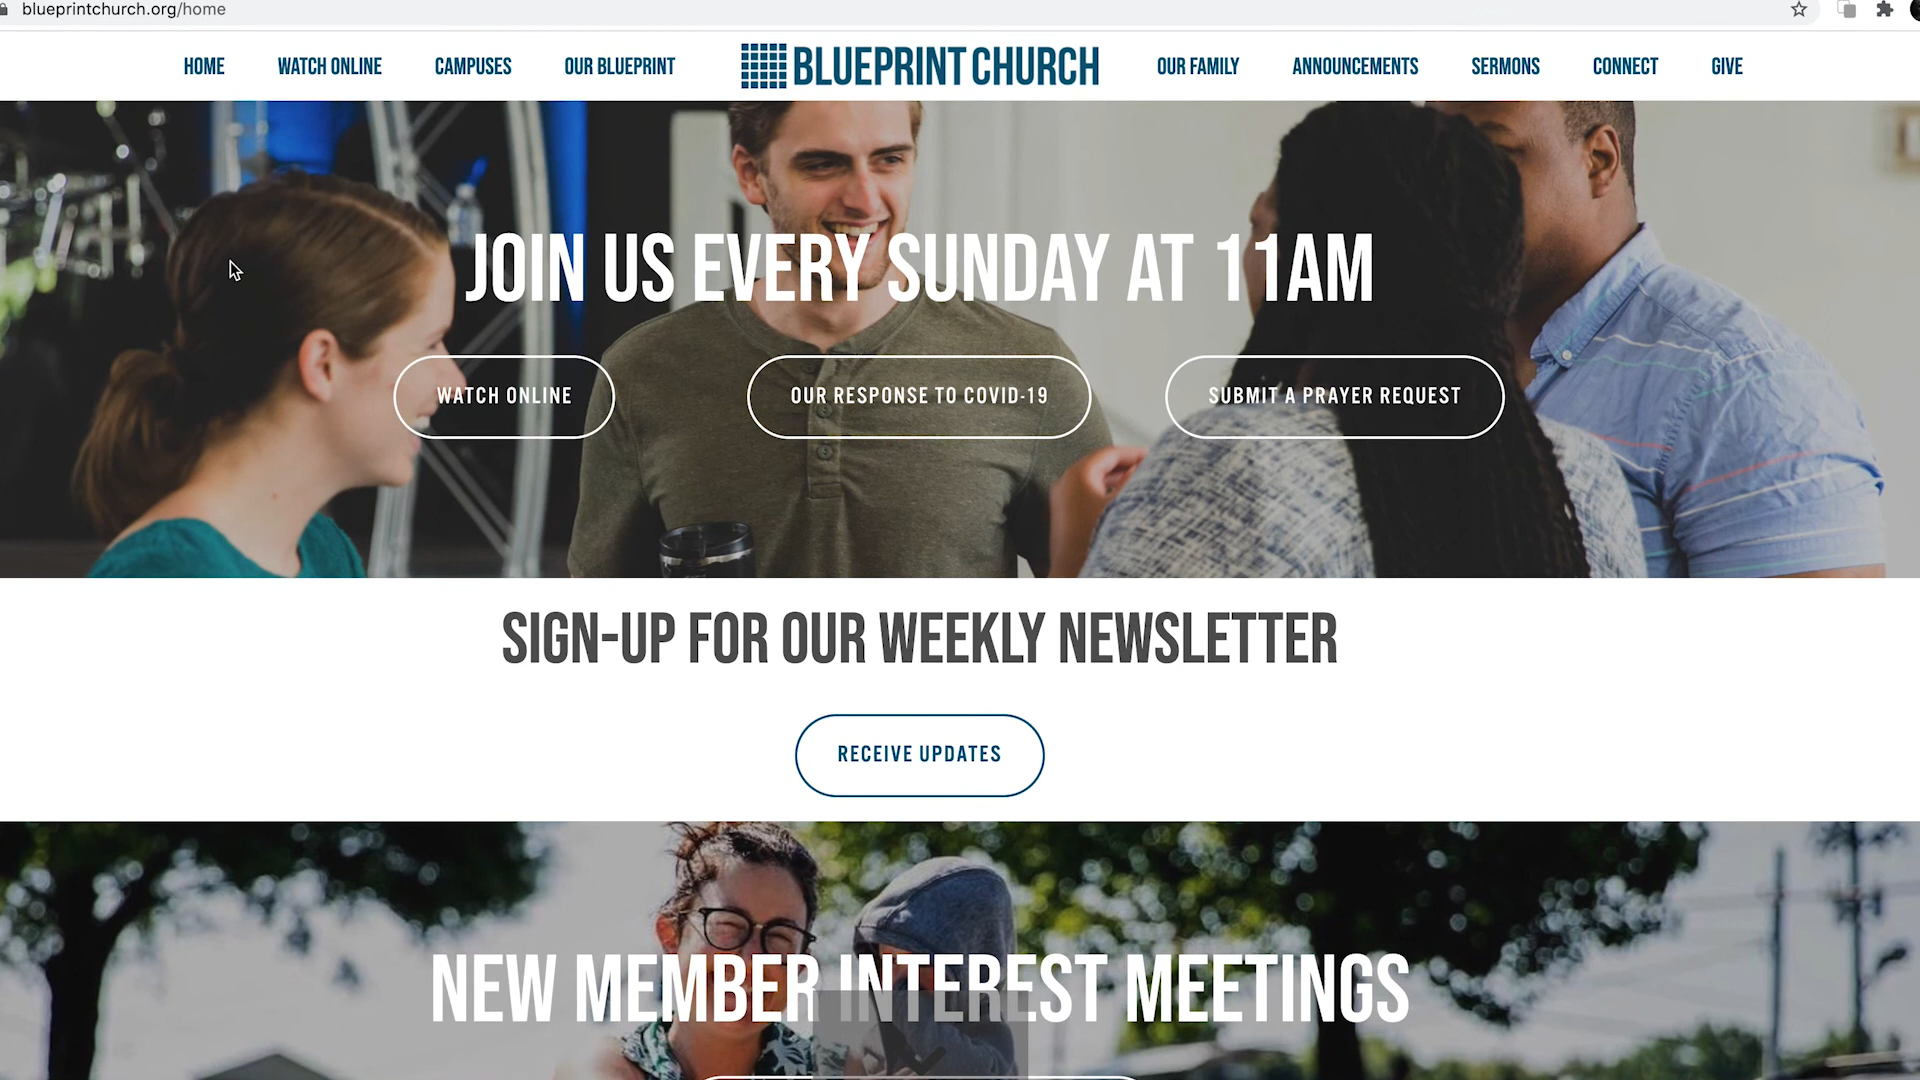 blueprintchurch.org/home
HOME WATCH ONLINE CAMPUSES OUR BLUEPRINT BLUEPRINT CHURCH OUR FAMILY ANNOUNCEMENTS SERMONS CONNECT GIVE
JOIN US EVERY SUNDAY AT 11AM
WATCH ONLINE OUR RESPONSE TO COVID-19 SUBMIT A PRAYER REQUEST
SIGN-UP FOR OUR WEEKLY NEWSLETTER
RECEIVE UPDATES
NEW MEMBER INTEREST MEETINGS